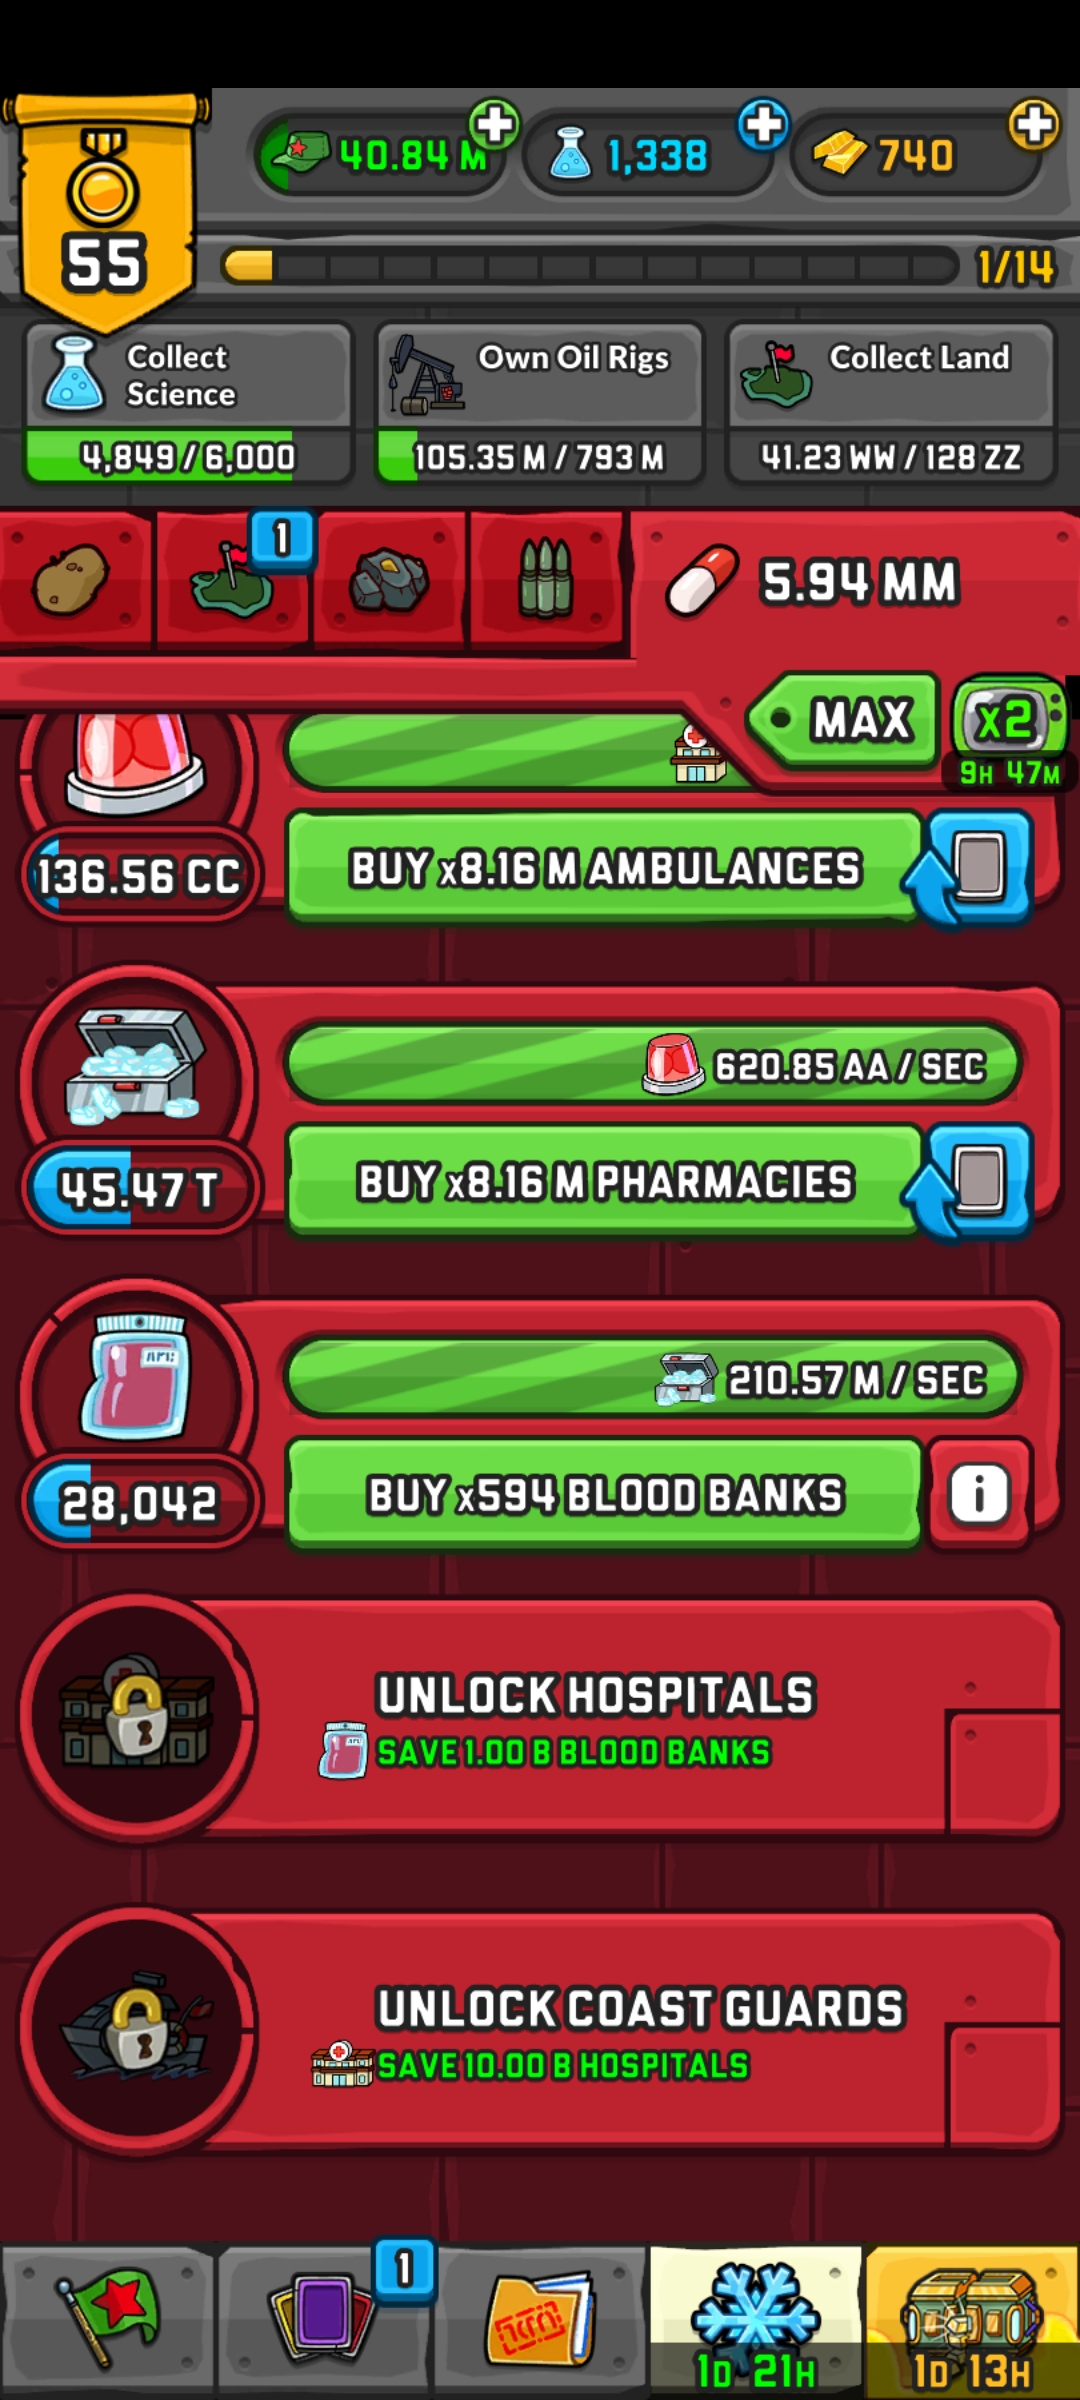 40.84 M
1,338
740
55
1/14
Collect
Science
Own Oil Rigs
Collect Land
4,849 / 6,000
105.35 M / 793 M
41.23 WW / 128 ZZ
1
5.94 MM
MAX
x2
9H 47M
136.56 CC
BUY x8.16 M AMBULANCES
620.85 AA / SEC
45.47 T
BUY x8.16 M PHARMACIES
210.57 M / SEC
28,042
BUY x594 BLOOD BANKS
i
UNLOCK HOSPITALS
SAVE 1.00 B BLOOD BANKS
UNLOCK COAST GUARDS
SAVE 10.00 B HOSPITALS
1
1D 21H
1D 13H